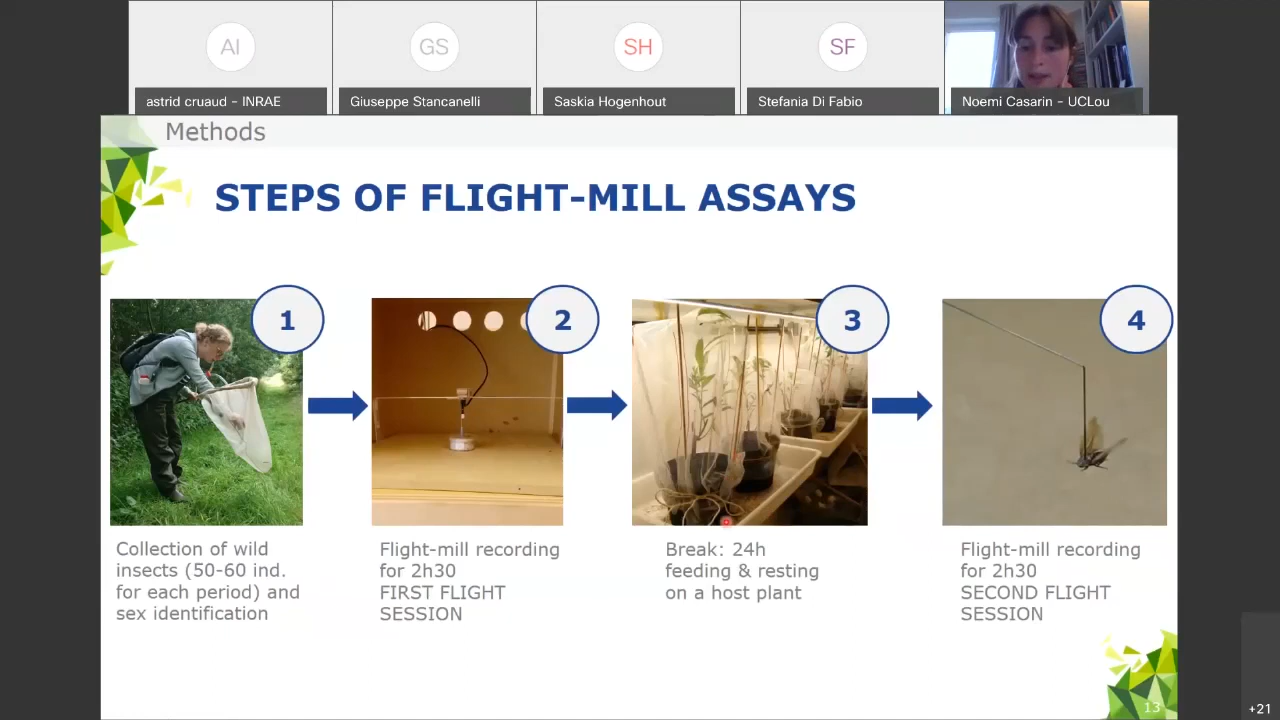 AI
GS
SH
SF
astrid cruaud - INRAE
Giuseppe Stancanelli
Saskia Hogenhout
Stefania Di Fabio
Noemi Casarin - UCLou
Methods
STEPS OF FLIGHT-MILL ASSAYS
1
2
3
4
Collection of wild
insects (50-60 ind.
for each period) and
sex identification
Flight-mill recording
for 2h30
FIRST FLIGHT
SESSION
Break: 24h
feeding & resting
on a host plant
Flight-mill recording
for 2h30
SECOND FLIGHT
SESSION
13
+21